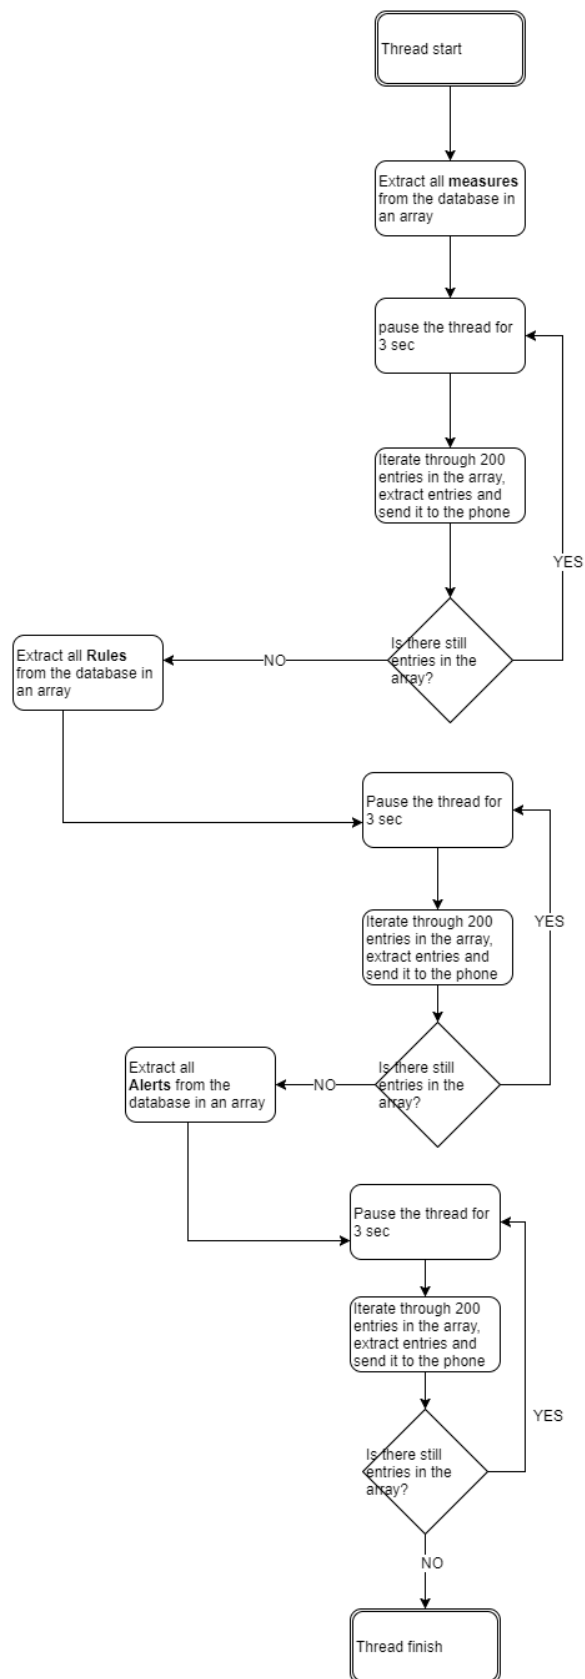 Thread start
Extract all measures
from the database in
an array
pause the thread for
3 sec
Iterate through 200
entries in the array,
extract entries and
send it to the phone
YES
Is there still
entries in the
array?
NO
Extract all Rules
from the database in
an array
Pause the thread for
3 sec
Iterate through 200
entries in the array,
extract entries and
send it to the phone
YES
Is there still
entries in the
array?
NO
Extract all
Alerts from the
database in an array
Pause the thread for
3 sec
Iterate through 200
entries in the array,
extract entries and
send it to the phone
YES
Is there still
entries in the
array?
NO
Thread finish